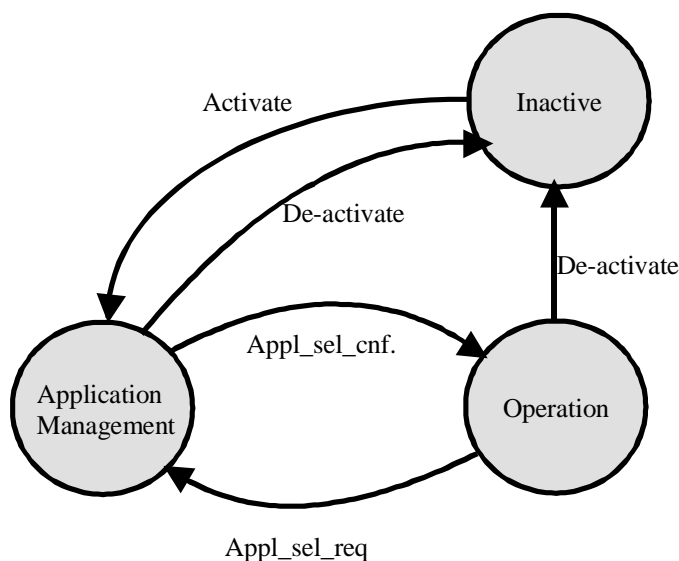 Activate
Inactive
De-activate
De-activate
Appl_sel_cnf.
Application
Management
Operation
Appl_sel_req